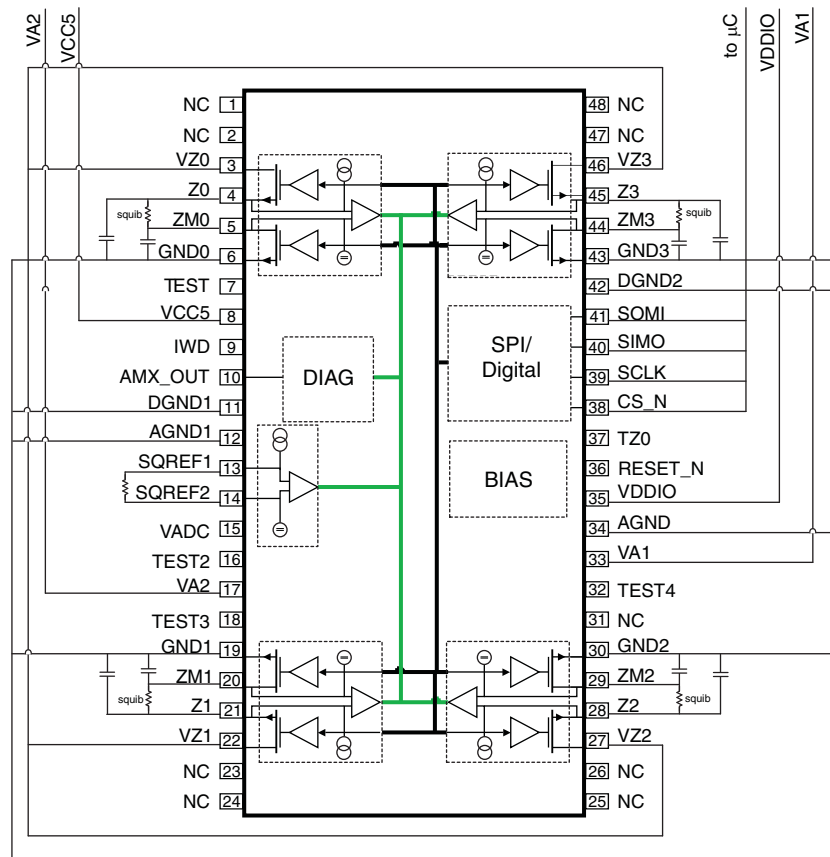 VA2
VCC5
to µC
VDDIO
VA1
NC 1
NC 2
VZ0 3
Z0 4
squib
ZM0 5
GND0 6
TEST 7
VCC5 8
IWD 9
AMX_OUT 10
DGND1 11
AGND1 12
SQREF1 13
SQREF2 14
VADC 15
TEST2 16
VA2 17
TEST3 18
GND1 19
ZM1 20
squib
Z1 21
VZ1 22
NC 23
NC 24
DIAG
SPI/
Digital
BIAS
48 NC
47 NC
46 VZ3
45 Z3
squib
44 ZM3
43 GND3
42 DGND2
41 SOMI
40 SIMO
39 SCLK
38 CS_N
37 TZ0
36 RESET_N
35 VDDIO
34 AGND
33 VA1
32 TEST4
31 NC
30 GND2
29 ZM2
squib
28 Z2
27 VZ2
26 NC
25 NC